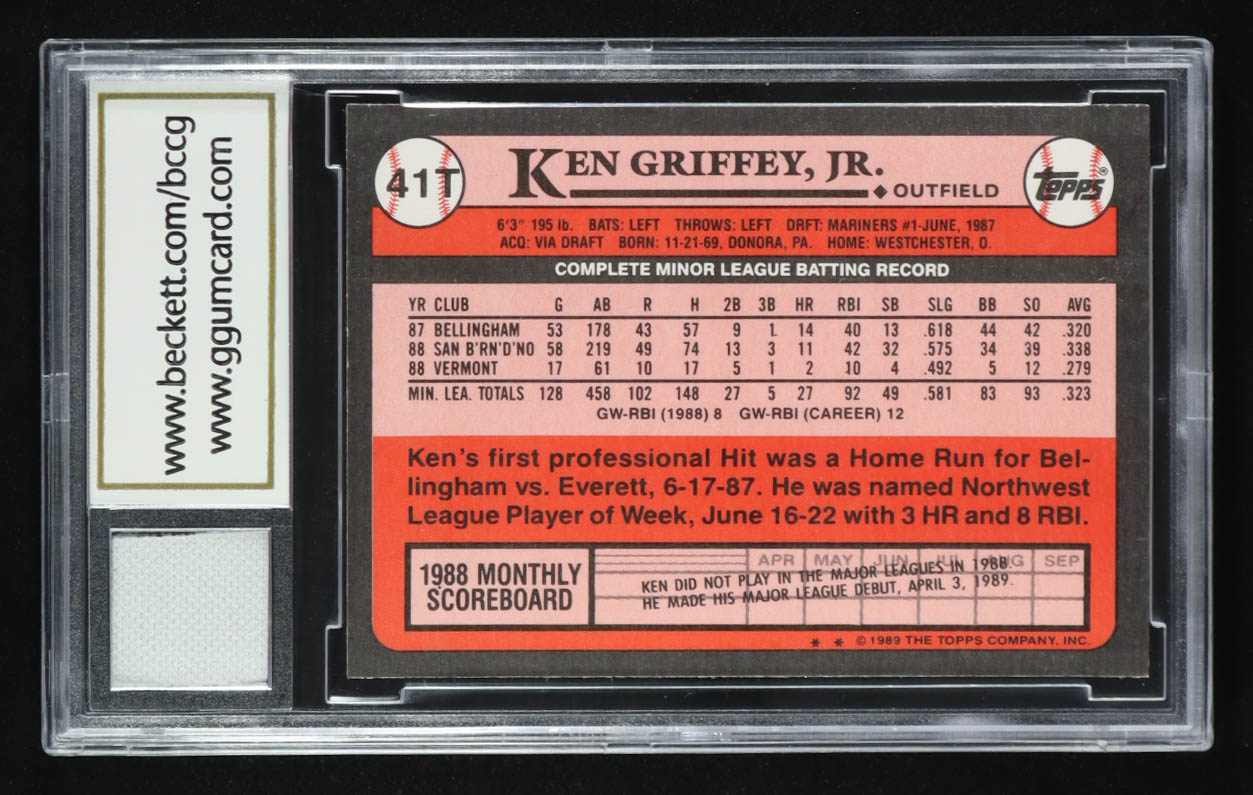 www.beckett.com/bccg
www.ggumcard.com
41T
KEN GRIFFEY, JR.
OUTFIELD
TOPPS®
6'3" 195 lb. BATS: LEFT THROWS: LEFT DRFT: MARINERS #1-JUNE, 1987
ACQ: VIA DRAFT BORN: 11-21-69, DONORA, PA. HOME: WESTCHESTER, O.
COMPLETE MINOR LEAGUE BATTING RECORD
YR CLUB G AB R H 2B 3B HR RBI SB SLG BB SO AVG
87 BELLINGHAM 53 178 43 57 9 1 14 40 13 .618 44 42 .320
88 SAN B'RN'D'NO 58 219 49 74 13 3 11 42 32 .575 34 39 .338
88 VERMONT 17 61 10 17 5 1 2 10 4 .492 5 12 .279
MIN. LEA. TOTALS 128 458 102 148 27 5 27 92 49 .581 83 93 .323
GW-RBI (1988) 8 GW-RBI (CAREER) 12
Ken's first professional Hit was a Home Run for Bel-
lingham vs. Everett, 6-17-87. He was named Northwest
League Player of Week, June 16-22 with 3 HR and 8 RBI.
1988 MONTHLY
SCOREBOARD
APR MAY JUN JUL AUG SEP
KEN DID NOT PLAY IN THE MAJOR LEAGUES IN 1988.
HE MADE HIS MAJOR LEAGUE DEBUT, APRIL 3, 1989.
* * © 1989 THE TOPPS COMPANY, INC.